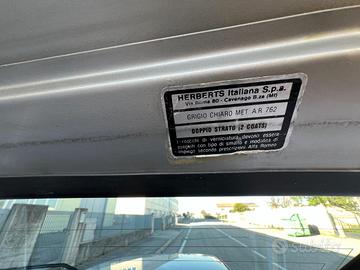 HERBERTS Italiana S.p.a.
Via Roma 80 - Cavenago B.za (MI)
GRIGIO CHIARO MET. A.R 762
DOPPIO STRATO (2 COATS)
I ritocchi di verniciatura devono essere
eseguiti con tipo di smalto e modalità di
impiego secondo prescrizioni Alfa Romeo